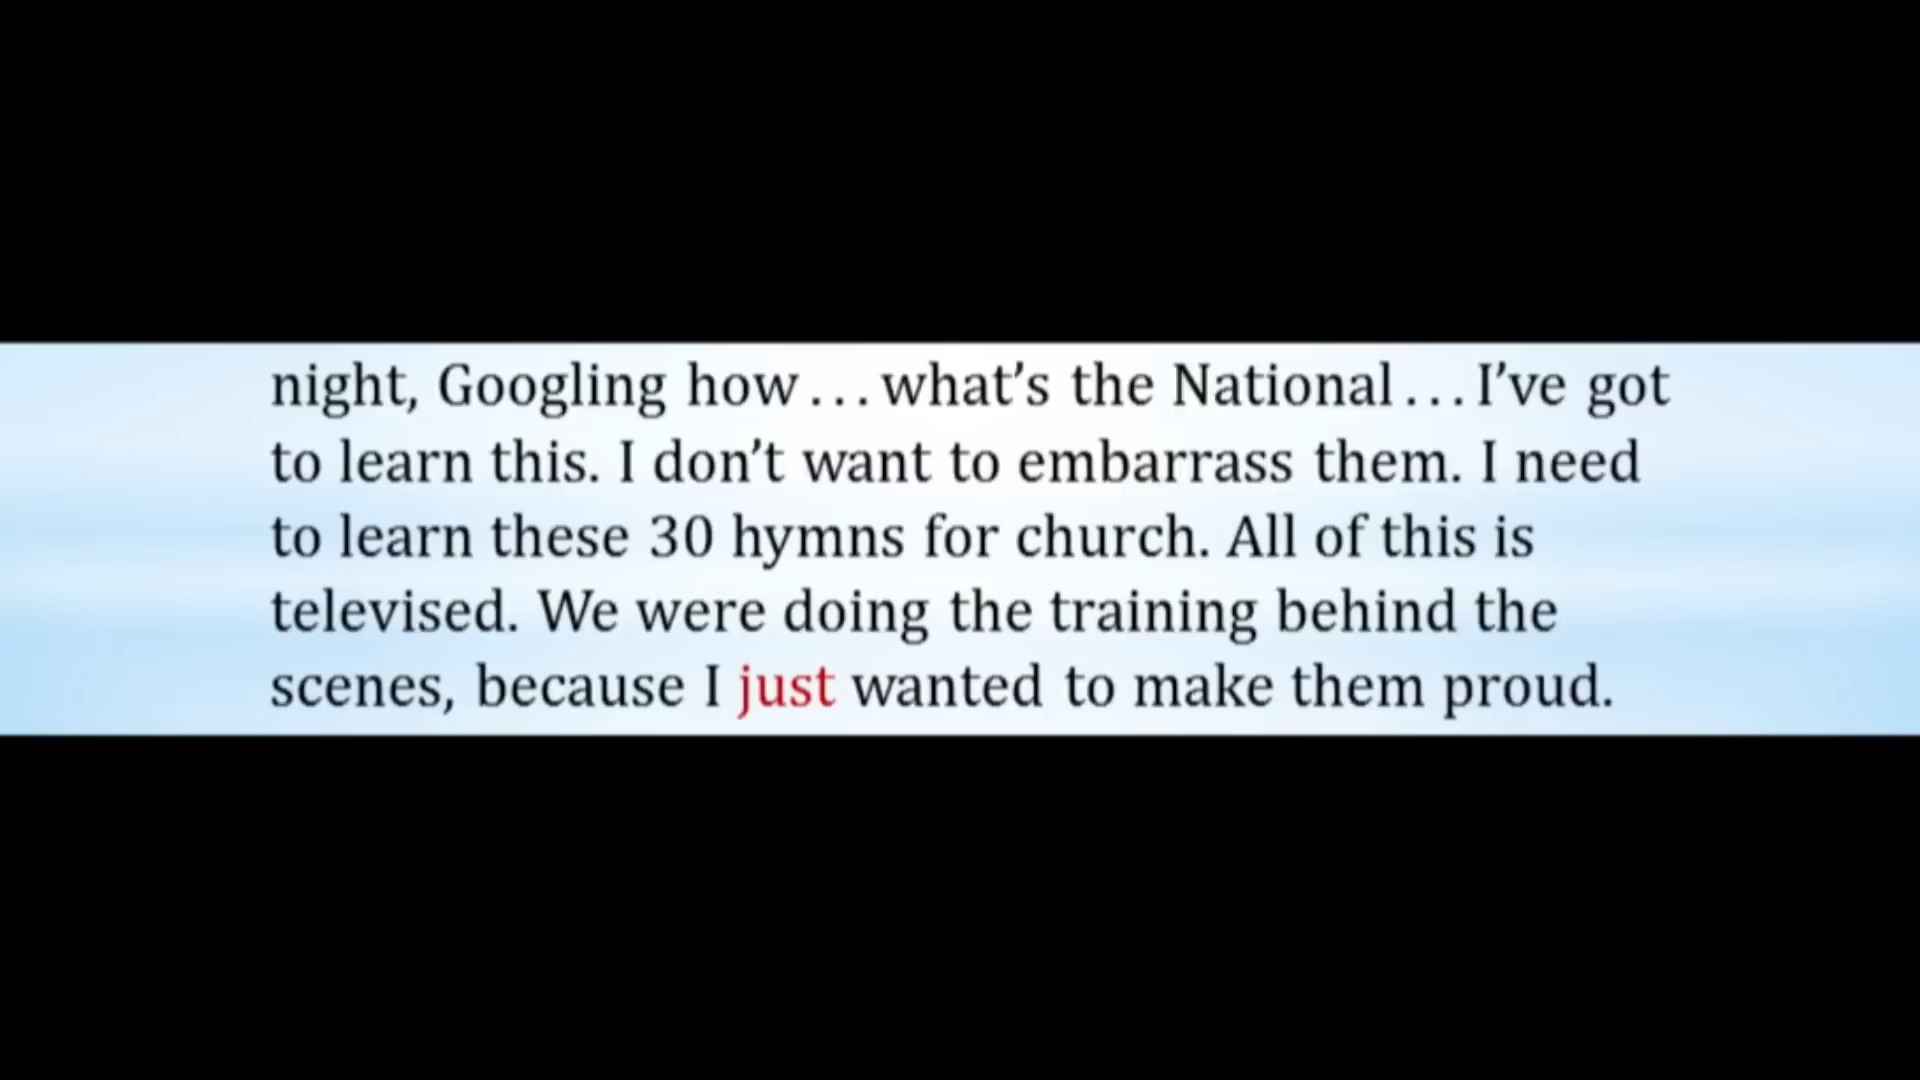 night, Googling how . . . what’s the National . . . I’ve got
to learn this. I don’t want to embarrass them. I need
to learn these 30 hymns for church. All of this is
televised. We were doing the training behind the
scenes, because I just wanted to make them proud.